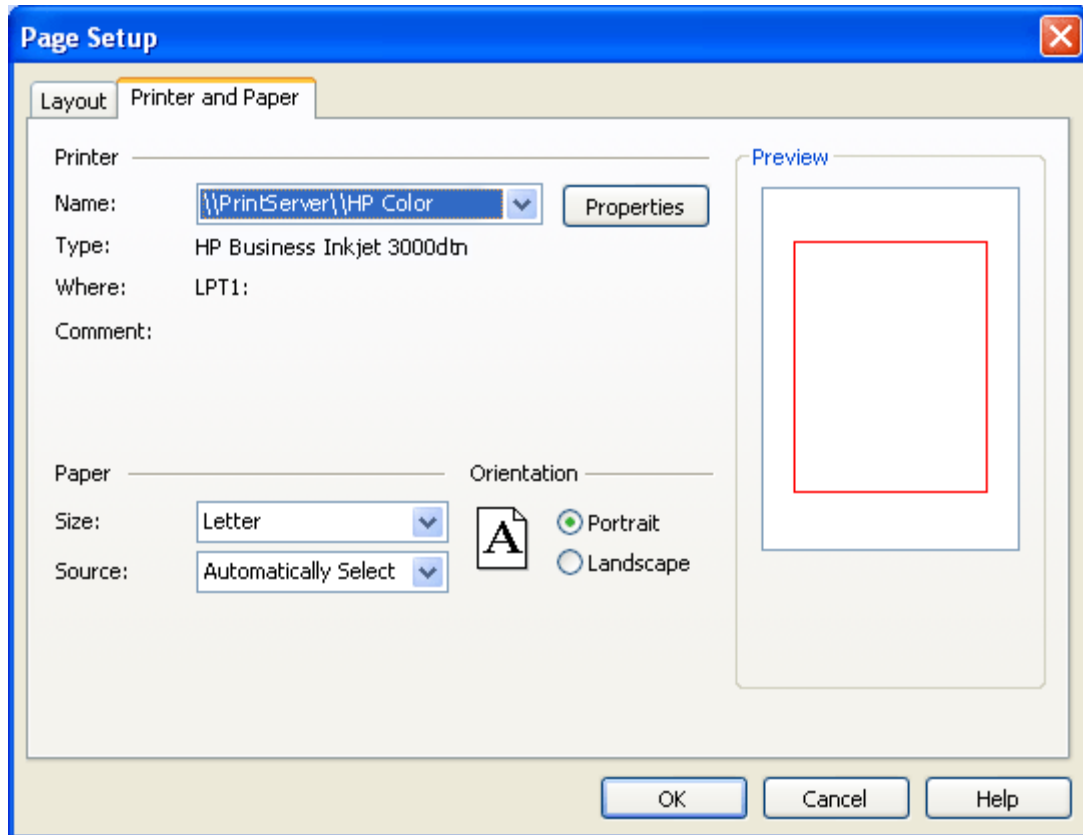 Page Setup
Layout Printer and Paper
Printer
Name: \\PrintServer\\HP Color Properties
Type: HP Business Inkjet 3000dtn
Where: LPT1:
Comment:
Preview
Paper
Size: Letter
Source: Automatically Select
Orientation
A
Portrait
Landscape
OK Cancel Help